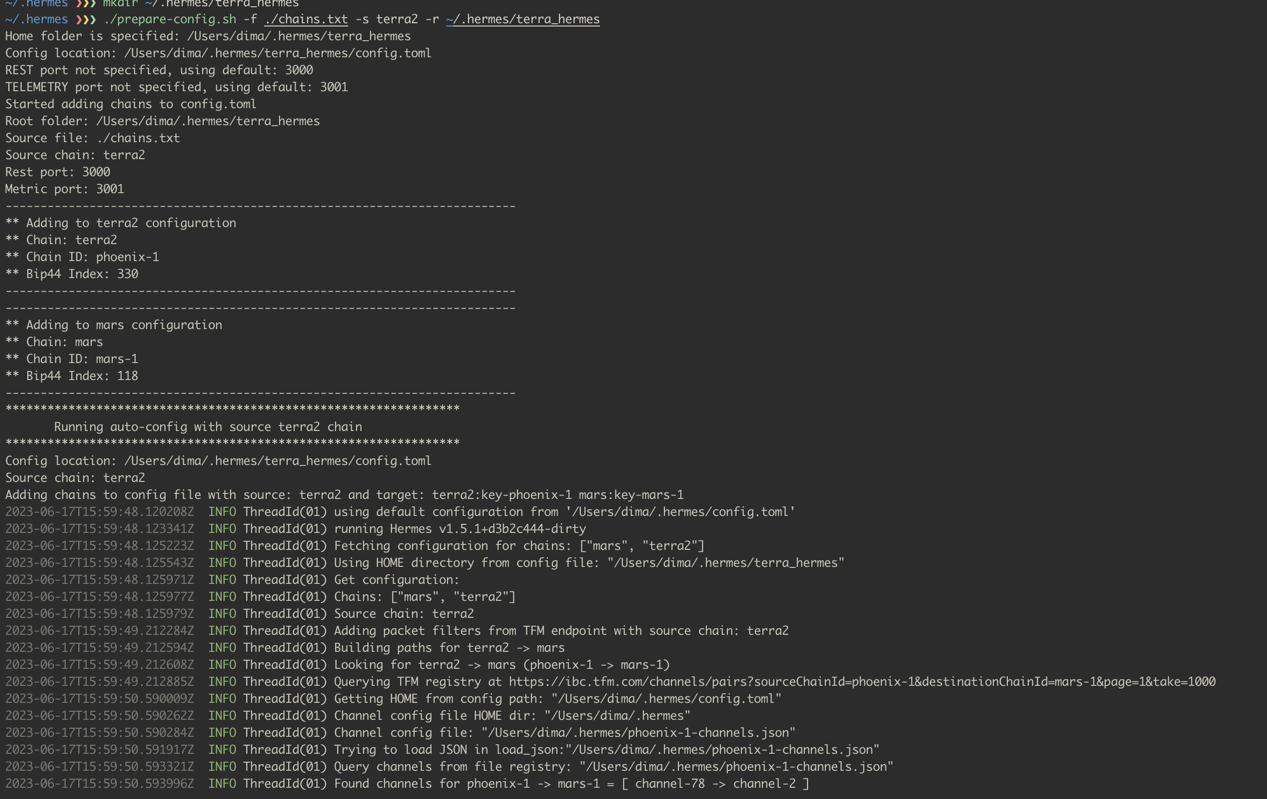 ~/.hermes ❯❯❯ mkdir ~/.hermes/terra_hermes
~/.hermes ❯❯❯ ./prepare-config.sh -f ./chains.txt -s terra2 -r ~/.hermes/terra_hermes
Home folder is specified: /Users/dima/.hermes/terra_hermes
Config location: /Users/dima/.hermes/terra_hermes/config.toml
REST port not specified, using default: 3000
TELEMETRY port not specified, using default: 3001
Started adding chains to config.toml
Root folder: /Users/dima/.hermes/terra_hermes
Source file: ./chains.txt
Source chain: terra2
Rest port: 3000
Metric port: 3001
-------------------------------------------------------------------------
** Adding to terra2 configuration
** Chain: terra2
** Chain ID: phoenix-1
** Bip44 Index: 330
-------------------------------------------------------------------------
-------------------------------------------------------------------------
** Adding to mars configuration
** Chain: mars
** Chain ID: mars-1
** Bip44 Index: 118
-------------------------------------------------------------------------
*****************************************************************
       Running auto-config with source terra2 chain
*****************************************************************
Config location: /Users/dima/.hermes/terra_hermes/config.toml
Source chain: terra2
Adding chains to config file with source: terra2 and target: terra2:key-phoenix-1 mars:key-mars-1
2023-06-17T15:59:48.120208Z  INFO ThreadId(01) using default configuration from '/Users/dima/.hermes/config.toml'
2023-06-17T15:59:48.123341Z  INFO ThreadId(01) running Hermes v1.5.1+d3b2c444-dirty
2023-06-17T15:59:48.125223Z  INFO ThreadId(01) Fetching configuration for chains: ["mars", "terra2"]
2023-06-17T15:59:48.125543Z  INFO ThreadId(01) Using HOME directory from config file: "/Users/dima/.hermes/terra_hermes"
2023-06-17T15:59:48.125971Z  INFO ThreadId(01) Get configuration:
2023-06-17T15:59:48.125977Z  INFO ThreadId(01) Chains: ["mars", "terra2"]
2023-06-17T15:59:48.125979Z  INFO ThreadId(01) Source chain: terra2
2023-06-17T15:59:49.212284Z  INFO ThreadId(01) Adding packet filters from TFM endpoint with source chain: terra2
2023-06-17T15:59:49.212594Z  INFO ThreadId(01) Building paths for terra2 -> mars
2023-06-17T15:59:49.212608Z  INFO ThreadId(01) Looking for terra2 -> mars (phoenix-1 -> mars-1)
2023-06-17T15:59:49.212885Z  INFO ThreadId(01) Querying TFM registry at https://ibc.tfm.com/channels/pairs?sourceChainId=phoenix-1&destinationChainId=mars-1&page=1&take=1000
2023-06-17T15:59:50.590009Z  INFO ThreadId(01) Getting HOME from config path: "/Users/dima/.hermes/config.toml"
2023-06-17T15:59:50.590262Z  INFO ThreadId(01) Channel config file HOME dir: "/Users/dima/.hermes"
2023-06-17T15:59:50.590284Z  INFO ThreadId(01) Channel config file: "/Users/dima/.hermes/phoenix-1-channels.json"
2023-06-17T15:59:50.591917Z  INFO ThreadId(01) Trying to load JSON in load_json:"/Users/dima/.hermes/phoenix-1-channels.json"
2023-06-17T15:59:50.593321Z  INFO ThreadId(01) Query channels from file registry: "/Users/dima/.hermes/phoenix-1-channels.json"
2023-06-17T15:59:50.593996Z  INFO ThreadId(01) Found channels for phoenix-1 -> mars-1 = [ channel-78 -> channel-2 ]